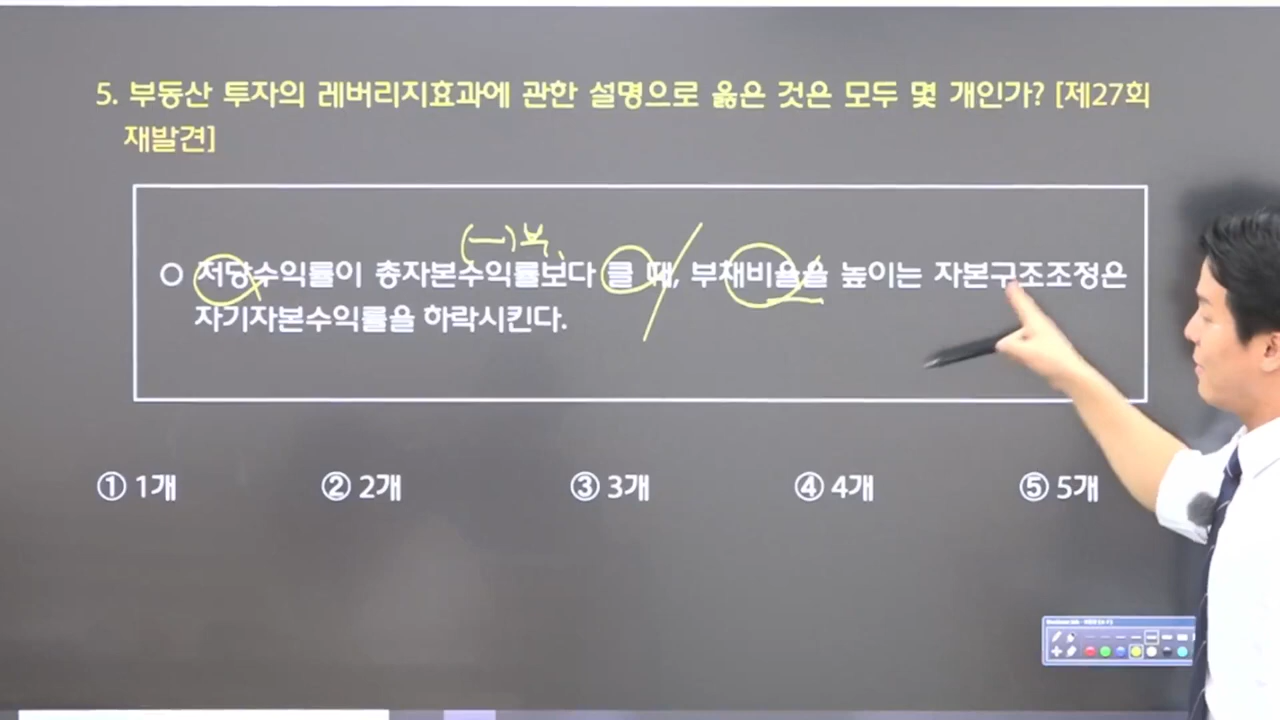 5. 부동산 투자의 레버리지효과에 관한 설명으로 옳은 것은 모두 몇 개인가? [제27회
재발견]
(−)부
○ 저당수익률이 총자본수익률보다 클 때, 부채비율을 높이는 자본구조조정은
자기자본수익률을 하락시킨다.
① 1개 ② 2개 ③ 3개 ④ 4개 ⑤ 5개